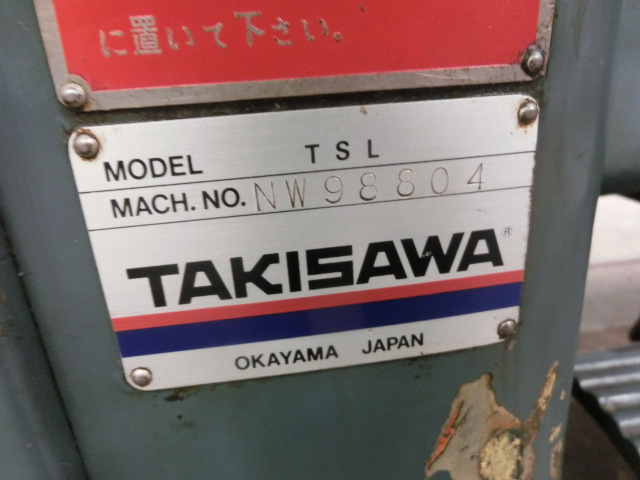 に置いて下さい。
MODEL TSL
MACH. NO. NW98804
TAKISAWA®
OKAYAMA JAPAN